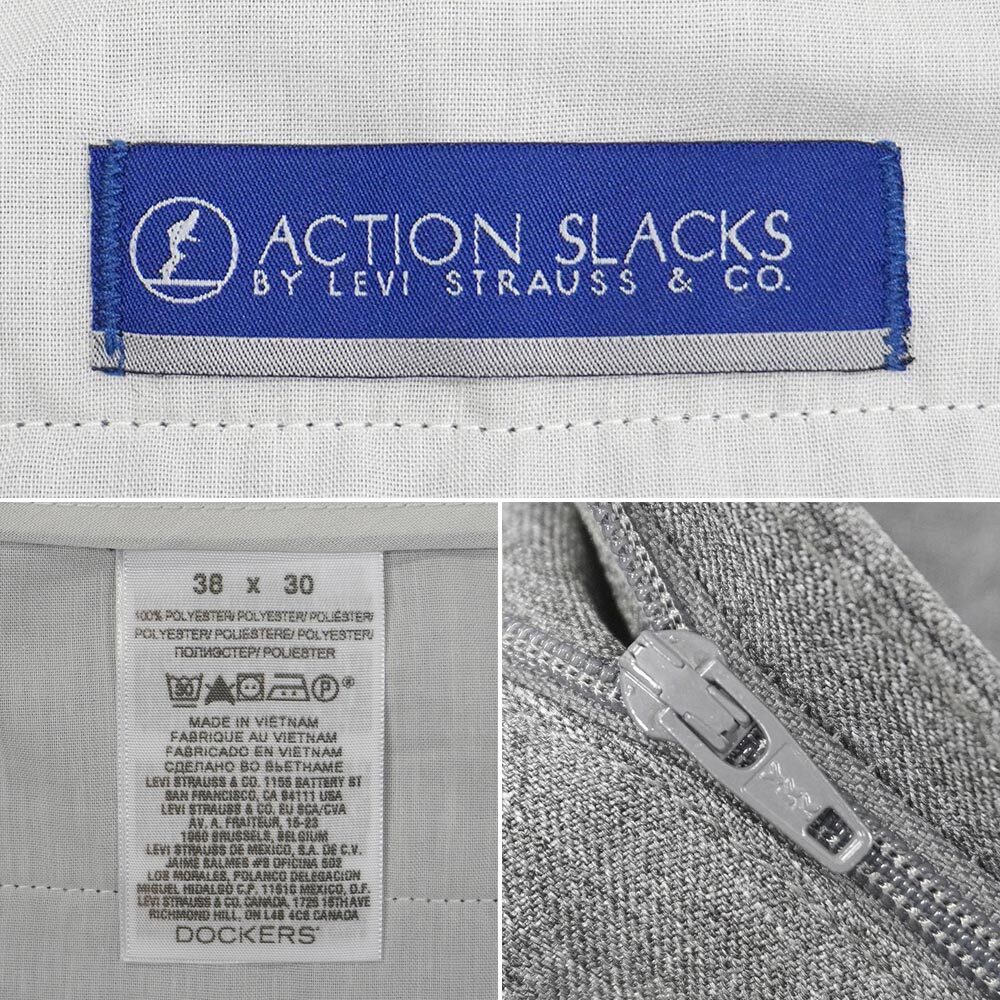 ACTION SLACKS
BY LEVI STRAUSS & CO.
38 x 30
100% POLYESTER/ POLYESTER/ POLIÉSTER/
POLYESTER/ POLIESTERE/ POLIESTER/
ПОЛИЭСТЕР/ POLIESTER
30 P ®
MADE IN VIETNAM
FABRIQUE AU VIETNAM
FABRICADO EN VIETNAM
СДЕЛАНО ВО ВЬЕТНАМЕ
LEVI STRAUSS & CO. 1155 BATTERY ST
SAN FRANCISCO, CA 94111 USA
LEVI STRAUSS & CO. EU SCA/CVA
AV. A. FRAITEUR, 15-23
1050 BRUSSELS, BELGIUM
LEVI STRAUSS DE MEXICO, S.A. DE C.V.
JAIME BALMES #8 OFICINA 502
LOS MORALES, POLANCO DELEGACION
MIGUEL HIDALGO C.P. 11510 MEXICO, D.F.
LEVI STRAUSS & CO. CANADA, 1725 16TH AVE
RICHMOND HILL, ON L4B 4C6 CANADA
DOCKERS®
YKK